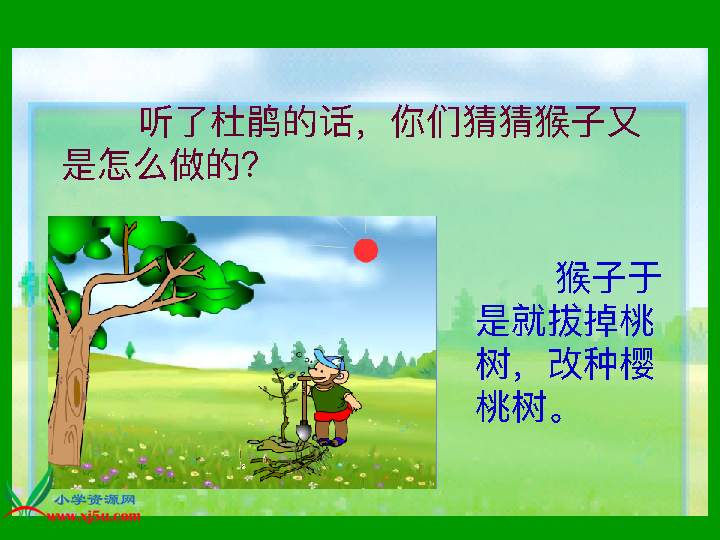 听了杜鹃的话，你们猜猜猴子又
是怎么做的？
猴子于
是就拔掉桃
树，改种樱
桃树。
小学资源网
www.xj5u.com